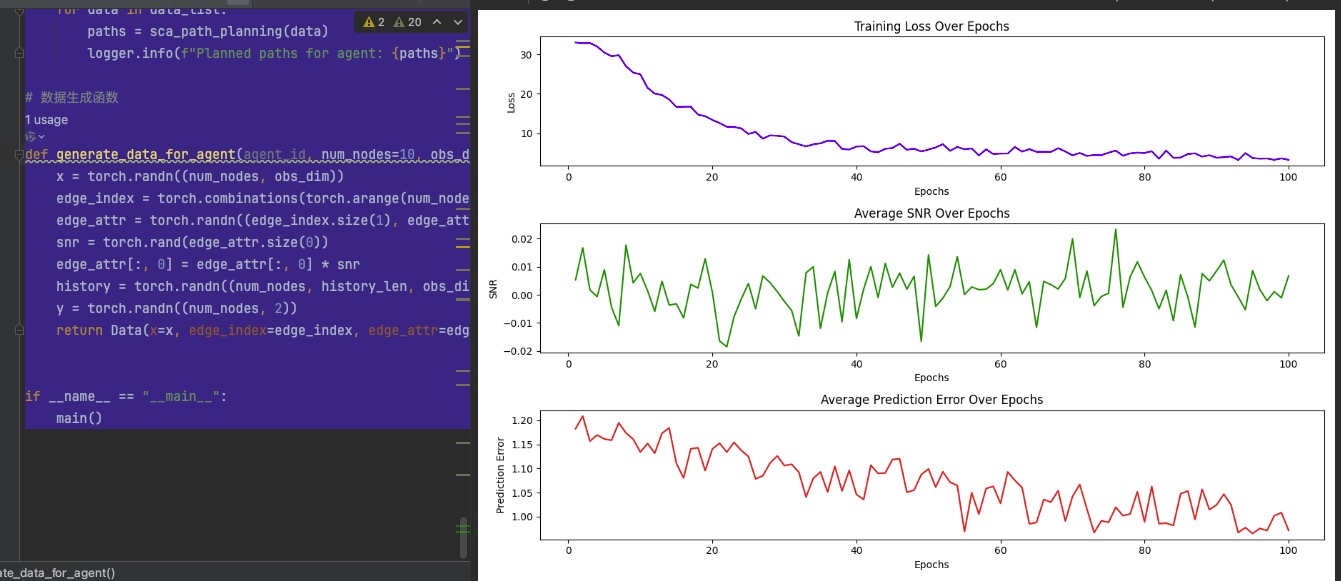 for data in data_list:
2 20
paths = sca_path_planning(data)
logger.info(f"Planned paths for agent: {paths}")
# 数据生成函数
1 usage
def generate_data_for_agent(agent_id, num_nodes=10, obs_d
x = torch.randn((num_nodes, obs_dim))
edge_index = torch.combinations(torch.arange(num_node
edge_attr = torch.randn((edge_index.size(1), edge_att
snr = torch.rand(edge_attr.size(0))
edge_attr[:, 0] = edge_attr[:, 0] * snr
history = torch.randn((num_nodes, history_len, obs_di
y = torch.randn((num_nodes, 2))
return Data(x=x, edge_index=edge_index, edge_attr=edg
if __name__ == "__main__":
main()
ate_data_for_agent()
Training Loss Over Epochs
Loss
30
20
10
0 20 40 60 80 100
Epochs
Average SNR Over Epochs
SNR
0.02
0.01
0.00
−0.01
−0.02
0 20 40 60 80 100
Epochs
Average Prediction Error Over Epochs
Prediction Error
1.20
1.15
1.10
1.05
1.00
0 20 40 60 80 100
Epochs